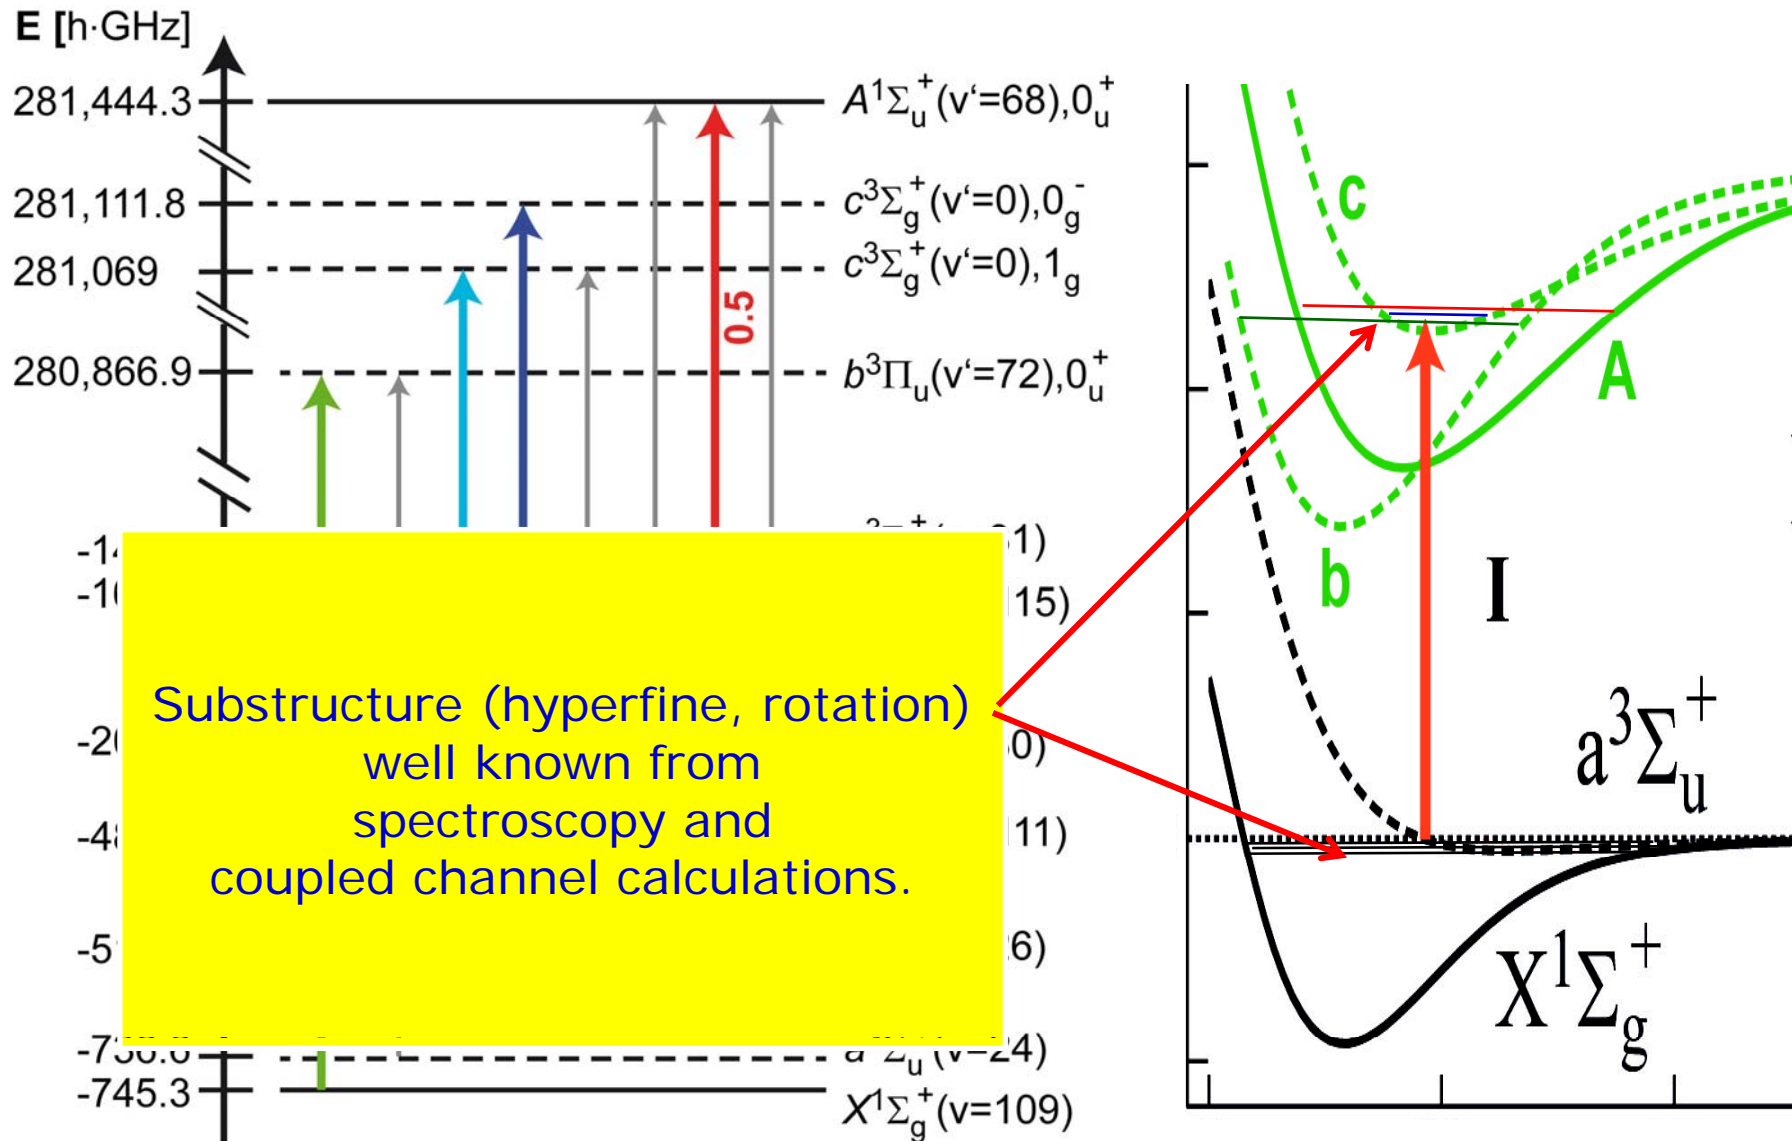 E [h·GHz]
281,444.3
A¹Σᵤ⁺(v‘=68),0ᵤ⁺
281,111.8
c³Σg⁺(v‘=0),0g⁻
281,069
c³Σg⁺(v‘=0),1g
280,866.9
b³Πᵤ(v‘=72),0ᵤ⁺
0.5
Substructure (hyperfine, rotation)
well known from
spectroscopy and
coupled channel calculations.
-745.3
X¹Σg⁺(v=109)
c
A
b
I
a³Σᵤ⁺
X¹Σg⁺